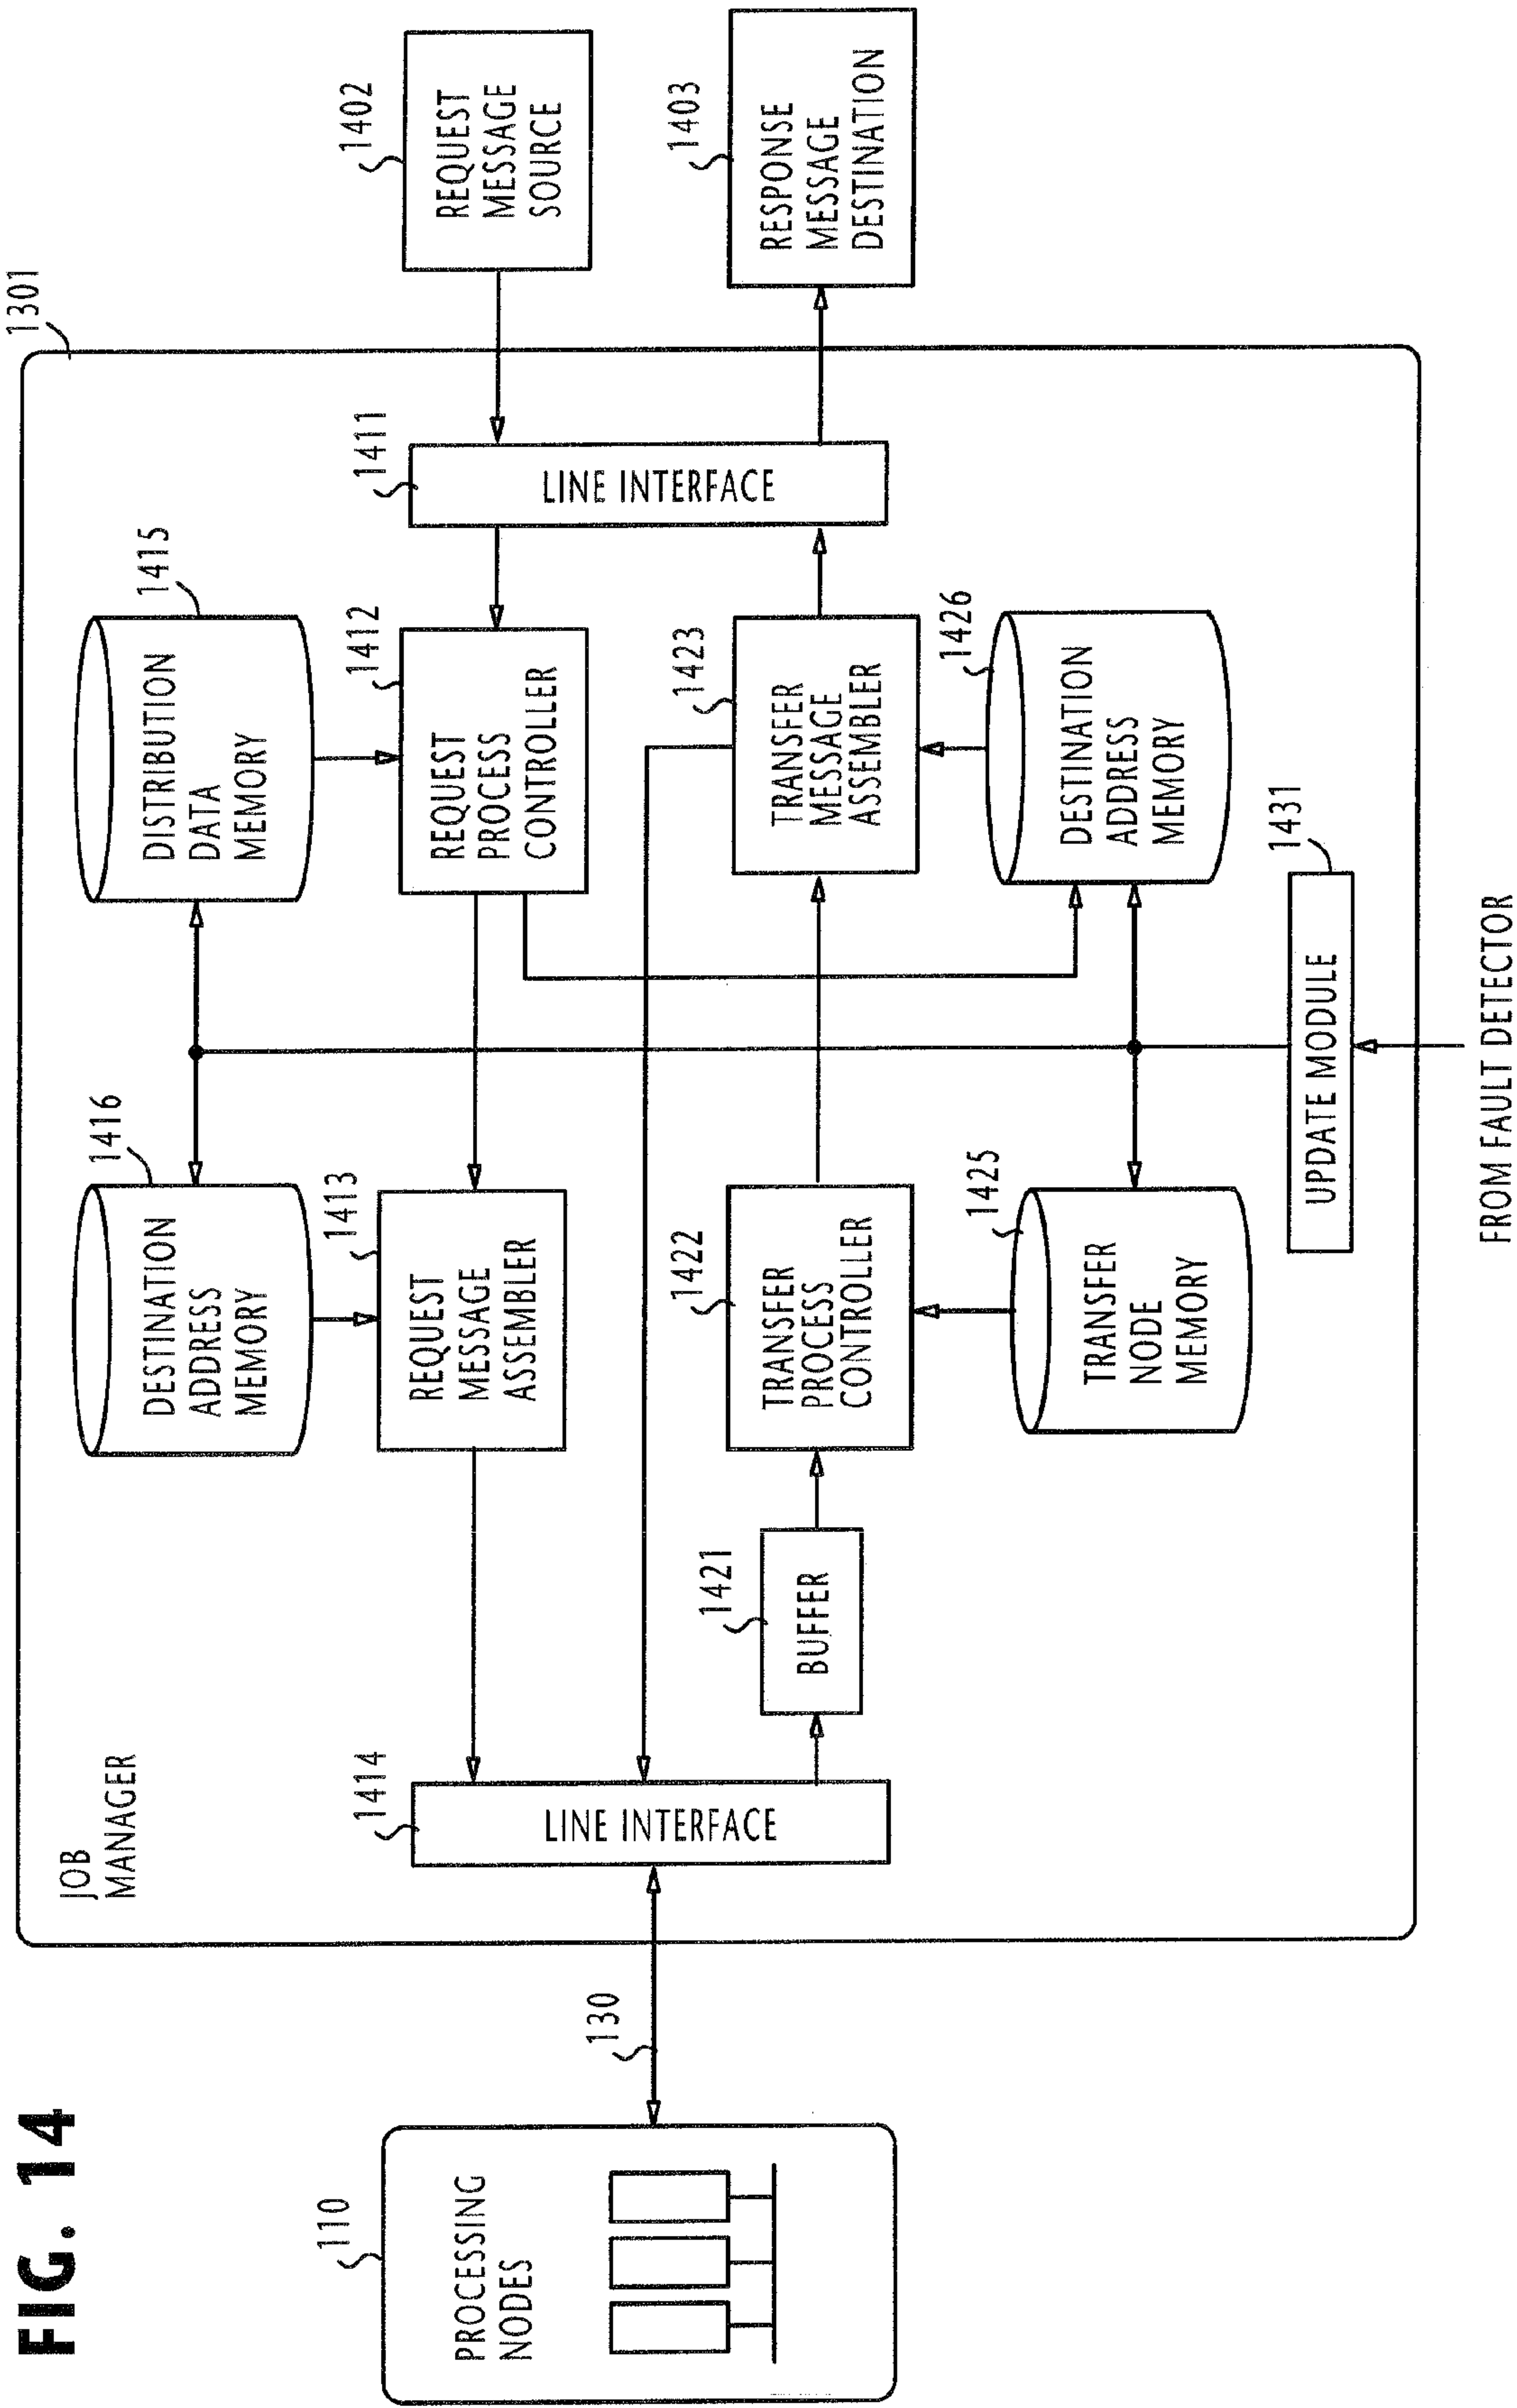 FIG. 14
110
PROCESSING
NODES
130
JOB
MANAGER
1301
1414
LINE INTERFACE
1416
DESTINATION
ADDRESS
MEMORY
1415
DISTRIBUTION
DATA
MEMORY
1413
REQUEST
MESSAGE
ASSEMBLER
1412
REQUEST
PROCESS
CONTROLLER
1411
LINE INTERFACE
1402
REQUEST
MESSAGE
SOURCE
1403
RESPONSE
MESSAGE
DESTINATION
1421
BUFFER
1422
TRANSFER
PROCESS
CONTROLLER
1423
TRANSFER
MESSAGE
ASSEMBLER
1425
TRANSFER
NODE
MEMORY
1426
DESTINATION
ADDRESS
MEMORY
1431
UPDATE MODULE
FROM FAULT DETECTOR